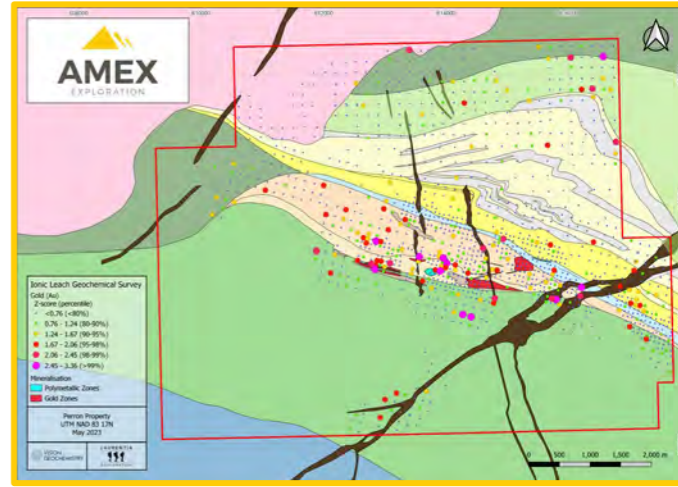 AMEX
EXPLORATION
Ionic Leach Geochemical Survey
Gold (Au)
Z-score (percentile)
<0.76 (<80%)
0.76 - 1.24 (80-90%)
1.24 - 1.67 (90-95%)
1.67 - 2.06 (95-98%)
2.06 - 2.45 (98-99%)
2.45 - 3.36 (>99%)
Mineralisation
Polymetallic Zones
Gold Zones
Perron Property
UTM NAD 83 17N
May 2023
GEOCHEMISTRY
LAURENTIA
EXPLORATION
0 500 1,000 1,500 2,000 m